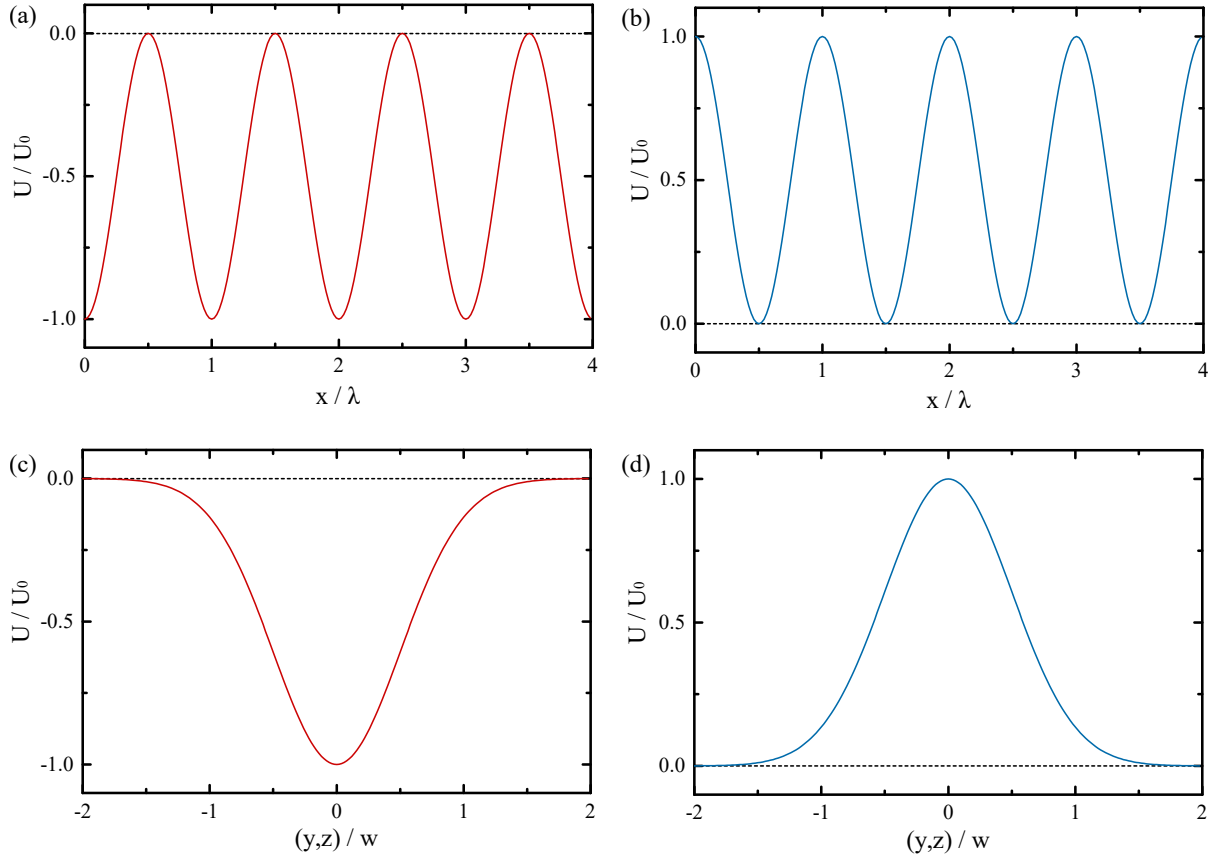 (a)
0.0
-0.5
-1.0
U / U₀
0 1 2 3 4
x / λ
(b)
1.0
0.5
0.0
U / U₀
0 1 2 3 4
x / λ
(c)
0.0
-0.5
-1.0
U / U₀
-2 -1 0 1 2
(y,z) / w
(d)
1.0
0.5
0.0
U / U₀
-2 -1 0 1 2
(y,z) / w